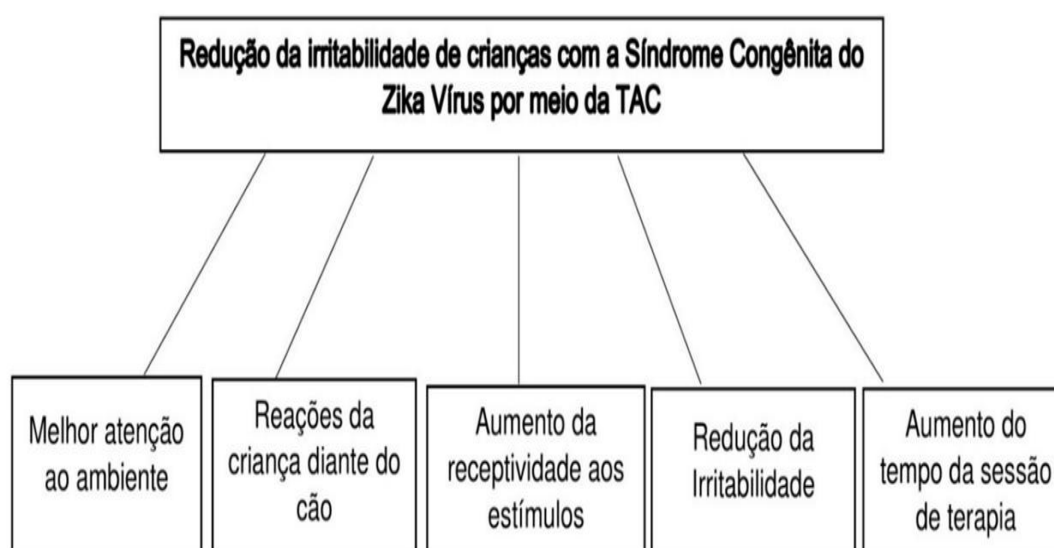 Redução da irritabilidade de crianças com a Síndrome Congênita do
Zika Vírus por meio da TAC
Melhor atenção
ao ambiente
Reações da
criança diante do
cão
Aumento da
receptividade aos
estímulos
Redução da
Irritabilidade
Aumento do
tempo da sessão
de terapia